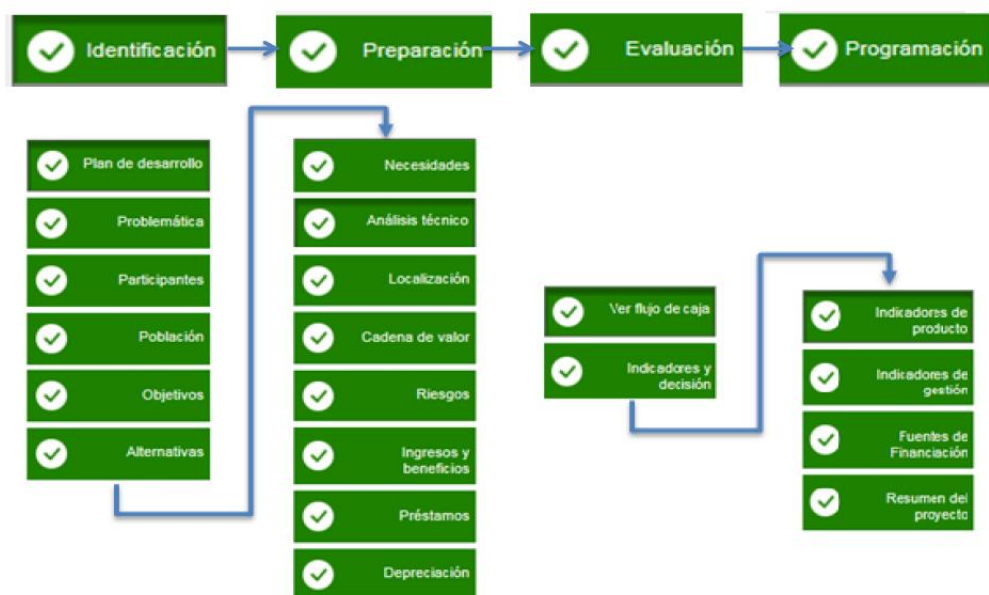 Identificación
Preparación
Evaluación
Programación
Plan de desarrollo
Problemática
Participantes
Población
Objetivos
Alternativas
Necesidades
Análisis técnico
Localización
Cadena de valor
Riesgos
Ingresos y
beneficios
Préstamos
Depreciación
Ver flujo de caja
Indicadores y
decisión
Indicadores de
producto
Indicadores de
gestión
Fuentes de
Financiación
Resumen del
proyecto